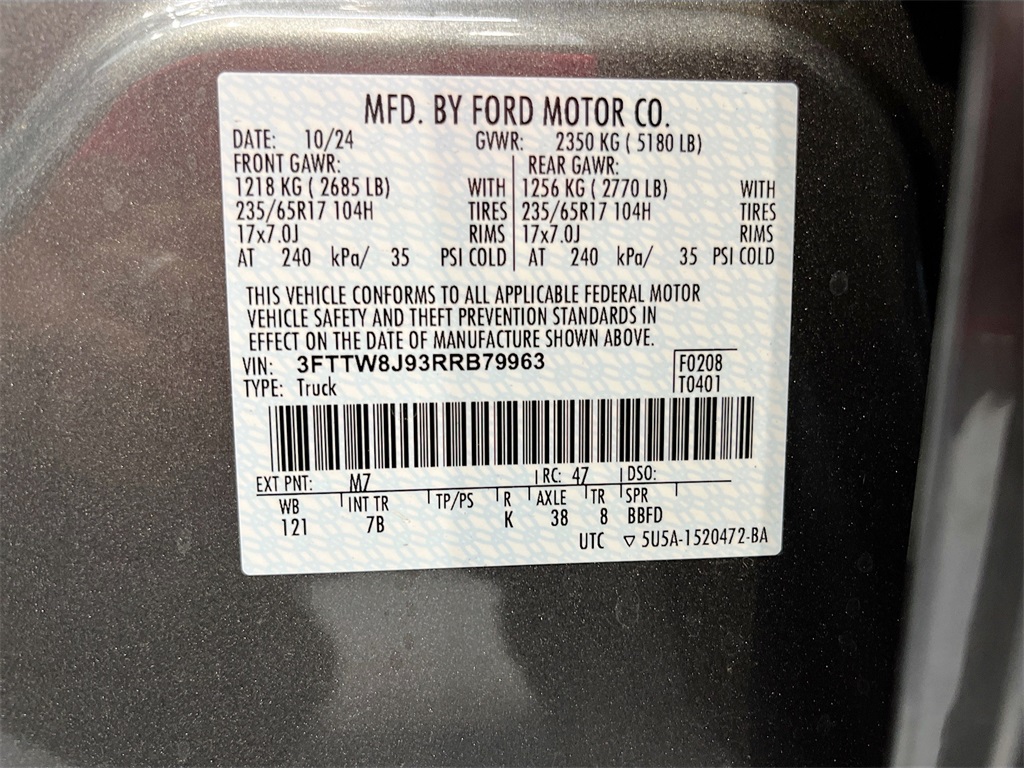 MFD. BY FORD MOTOR CO.
DATE: 10/24 GVWR: 2350 KG ( 5180 LB)
FRONT GAWR: REAR GAWR:
1218 KG ( 2685 LB) WITH 1256 KG ( 2770 LB) WITH
235/65R17 104H TIRES 235/65R17 104H TIRES
17x7.0J RIMS 17x7.0J RIMS
AT 240 kPa/ 35 PSI COLD AT 240 kPa/ 35 PSI COLD
THIS VEHICLE CONFORMS TO ALL APPLICABLE FEDERAL MOTOR
VEHICLE SAFETY AND THEFT PREVENTION STANDARDS IN
EFFECT ON THE DATE OF MANUFACTURE SHOWN ABOVE.
VIN: 3FTTW8J93RRB79963 F0208
TYPE: Truck T0401
EXT PNT: M7 RC: 47 DSO:
WB INT TR TP/PS R AXLE TR SPR
121 7B K 38 8 BBFD
UTC ▽ 5U5A-1520472-BA